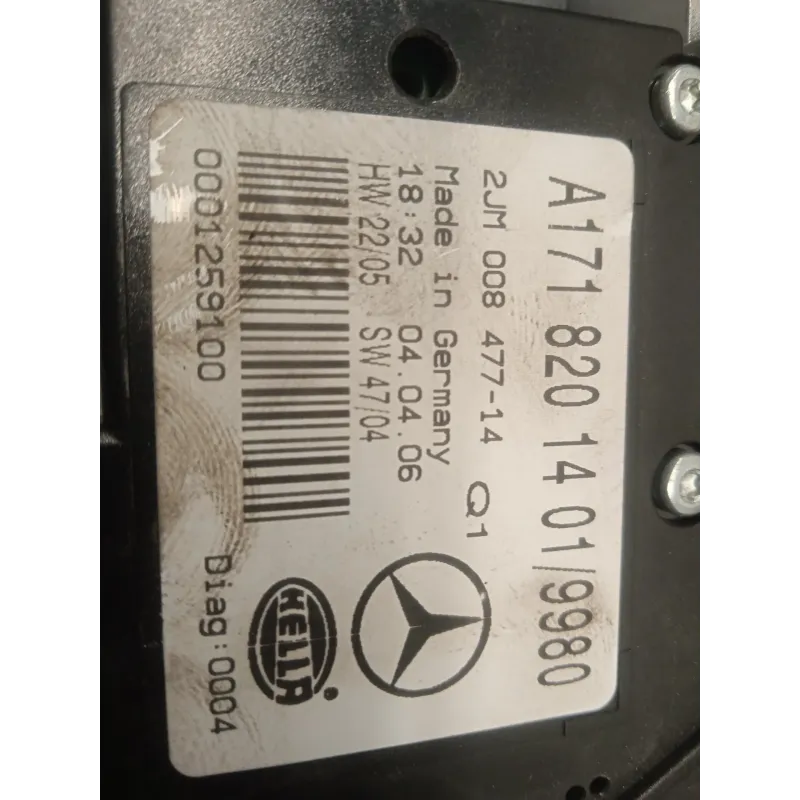 A171 820 14 01/9980
2JM 008 477-14 Q1
Made in Germany
18:32 04.04.06
HW 22/05 SW 47/04
0001259100
Diag:0004
HELLA